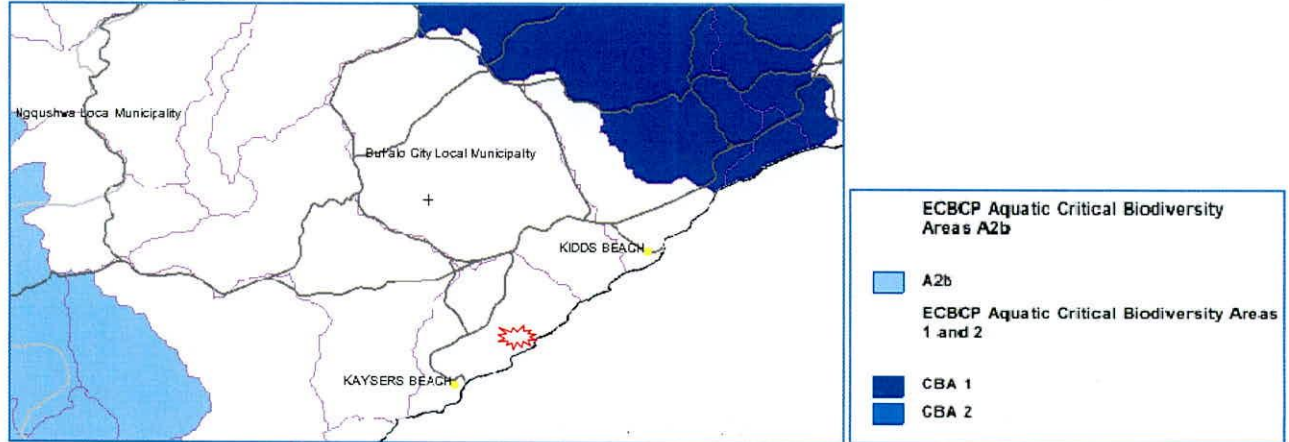 Ngqushwa Loca Municipality
Buffalo City Local Municipalty
KIDDS BEACH
KAYSERS BEACH
ECBCP Aquatic Critical Biodiversity
Areas A2b
A2b
ECBCP Aquatic Critical Biodiversity Areas
1 and 2
CBA 1
CBA 2